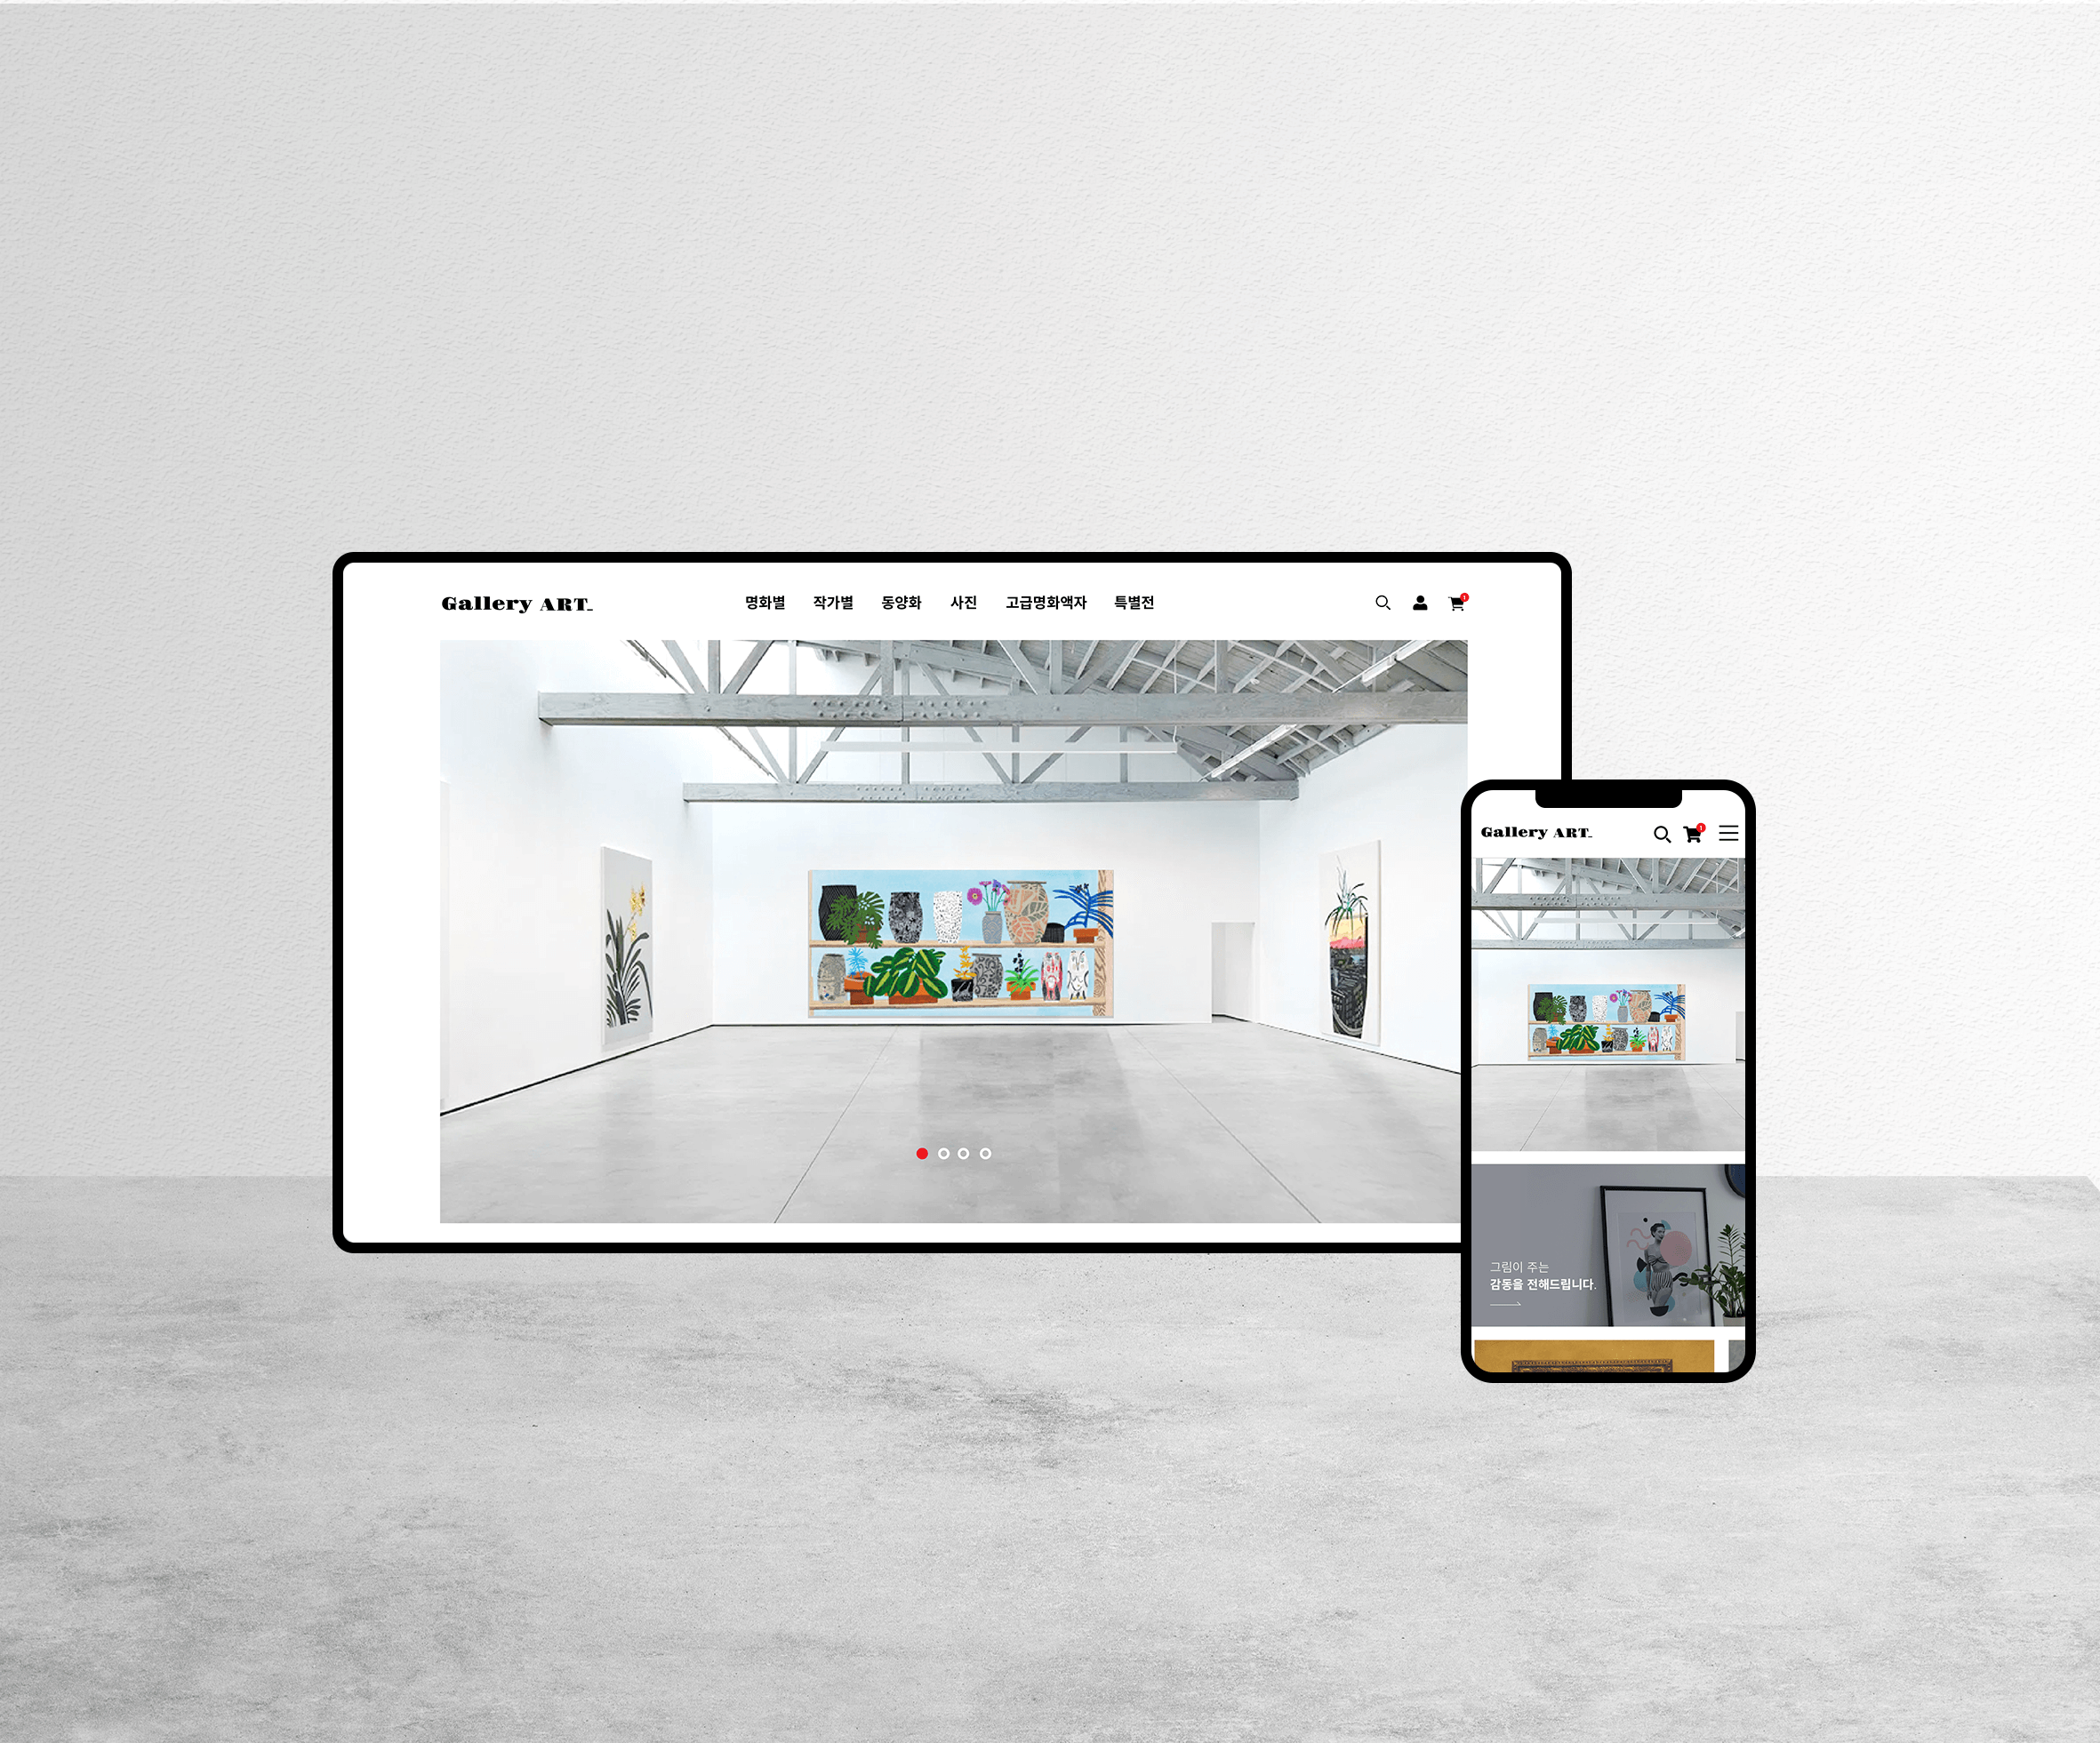 Gallery ART_
명화별 작가별 동양화 사진 고급명화액자 특별전
1
Gallery ART_
1
그림이 주는
감동을 전해드립니다.